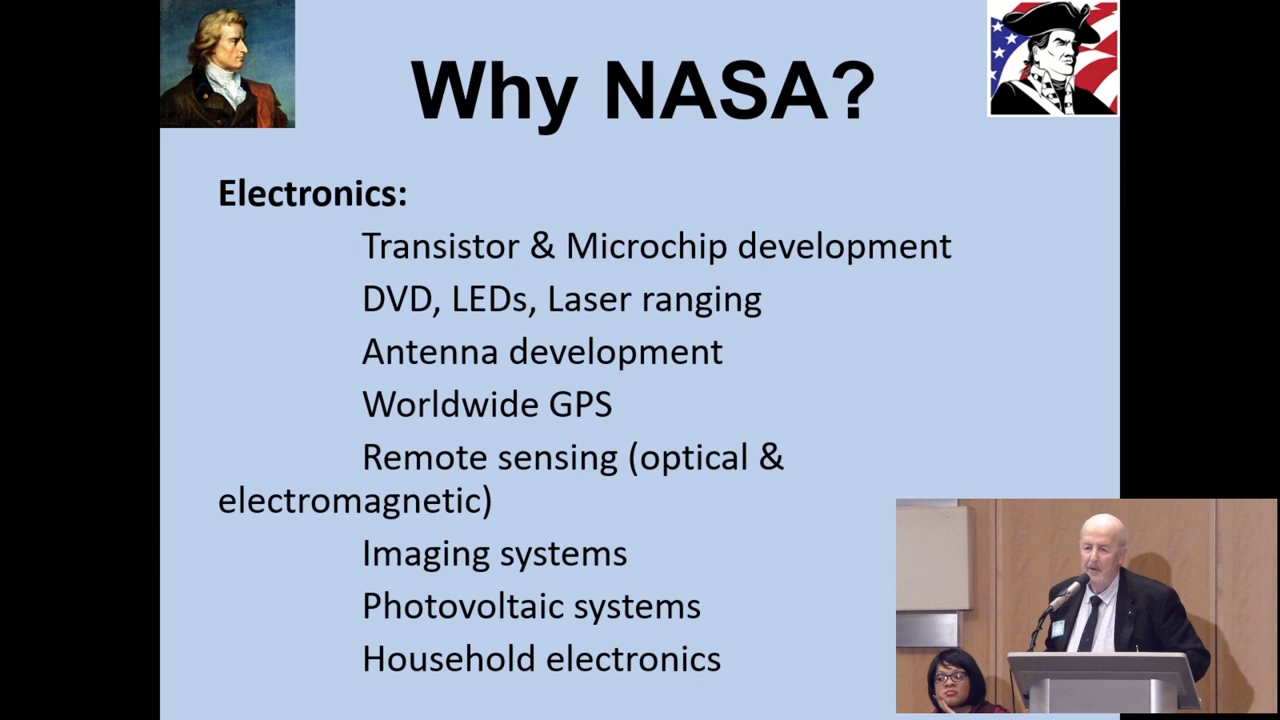 Why NASA?
Electronics:
Transistor & Microchip development
DVD, LEDs, Laser ranging
Antenna development
Worldwide GPS
Remote sensing (optical &
electromagnetic)
Imaging systems
Photovoltaic systems
Household electronics